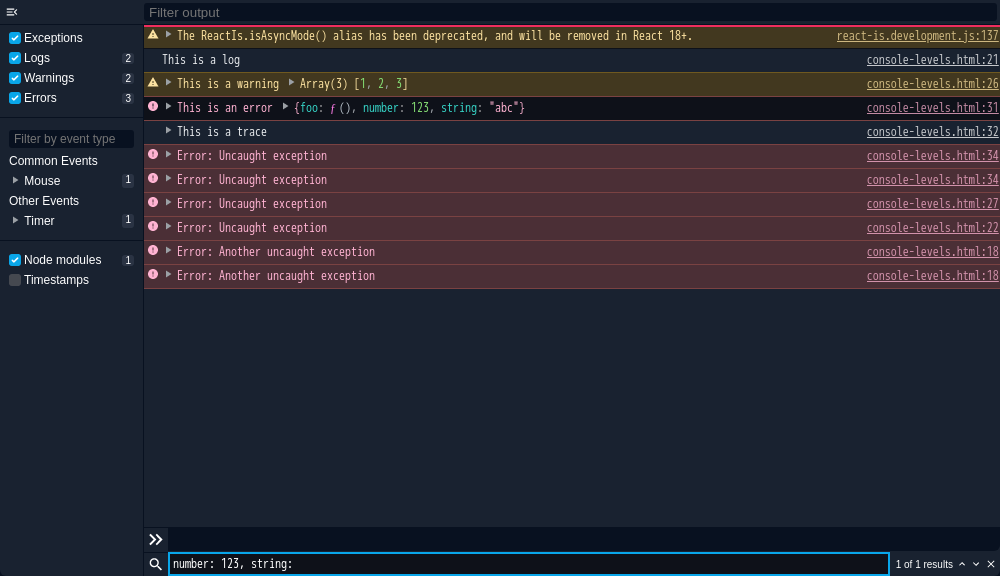 Filter output
Exceptions
Logs 2
Warnings 2
Errors 3
Filter by event type
Common Events
Mouse 1
Other Events
Timer 1
Node modules 1
Timestamps
The ReactIs.isAsyncMode() alias has been deprecated, and will be removed in React 18+. react-is.development.js:137
This is a log console-levels.html:21
This is a warning Array(3) [1, 2, 3] console-levels.html:26
This is an error {foo: ƒ (), number: 123, string: "abc"} console-levels.html:31
This is a trace console-levels.html:32
Error: Uncaught exception console-levels.html:34
Error: Uncaught exception console-levels.html:34
Error: Uncaught exception console-levels.html:27
Error: Uncaught exception console-levels.html:22
Error: Another uncaught exception console-levels.html:18
Error: Another uncaught exception console-levels.html:18
number: 123, string: 1 of 1 results